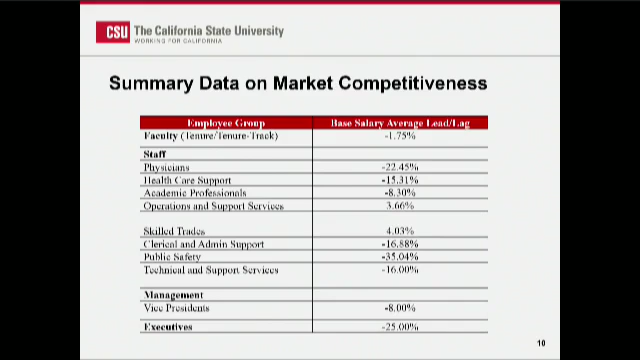 CSU The California State University
WORKING FOR CALIFORNIA
Summary Data on Market Competitiveness
Employee Group Base Salary Average Lead/Lag
Faculty (Tenure/Tenure-Track) -1.75%
Staff
Physicians -22.45%
Health Care Support -15.31%
Academic Professionals -8.30%
Operations and Support Services 3.66%
Skilled Trades 4.03%
Clerical and Admin Support -16.88%
Public Safety -35.04%
Technical and Support Services -16.00%
Management
Vice Presidents -8.00%
Executives -25.00%
10